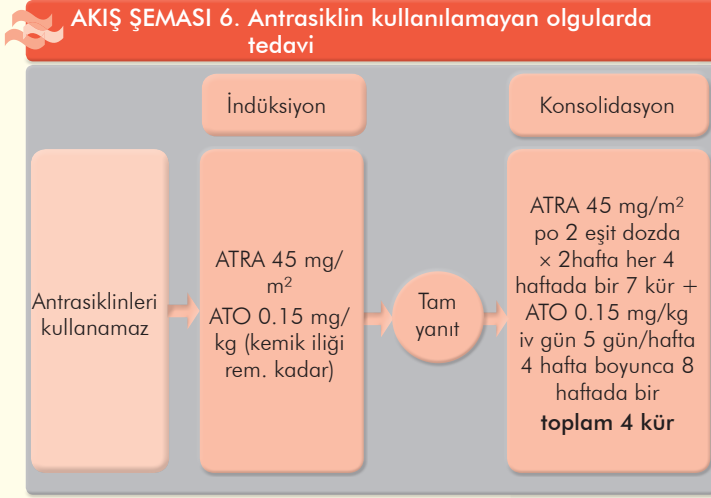 AKIŞ ŞEMASI 6. Antrasiklin kullanılamayan olgularda
tedavi
İndüksiyon
Konsolidasyon
Antrasiklinleri
kullanamaz
ATRA 45 mg/
m²
ATO 0.15 mg/
kg (kemik iliği
rem. kadar)
Tam
yanıt
ATRA 45 mg/m²
po 2 eşit dozda
× 2hafta her 4
haftada bir 7 kür +
ATO 0.15 mg/kg
iv gün 5 gün/hafta
4 hafta boyunca 8
haftada bir
toplam 4 kür